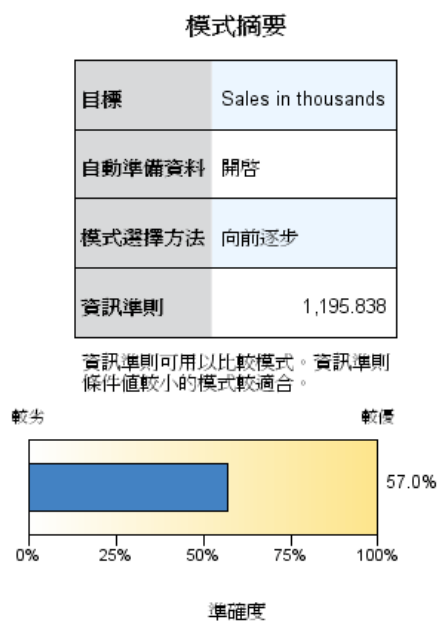 模式摘要
目標 Sales in thousands
自動準備資料 開啓
模式選擇方法 向前逐步
資訊準則 1,195.838
資訊準則可用以比較模式。資訊準則
條件值較小的模式較適合。
較劣 較優
57.0%
0% 25% 50% 75% 100%
準確度